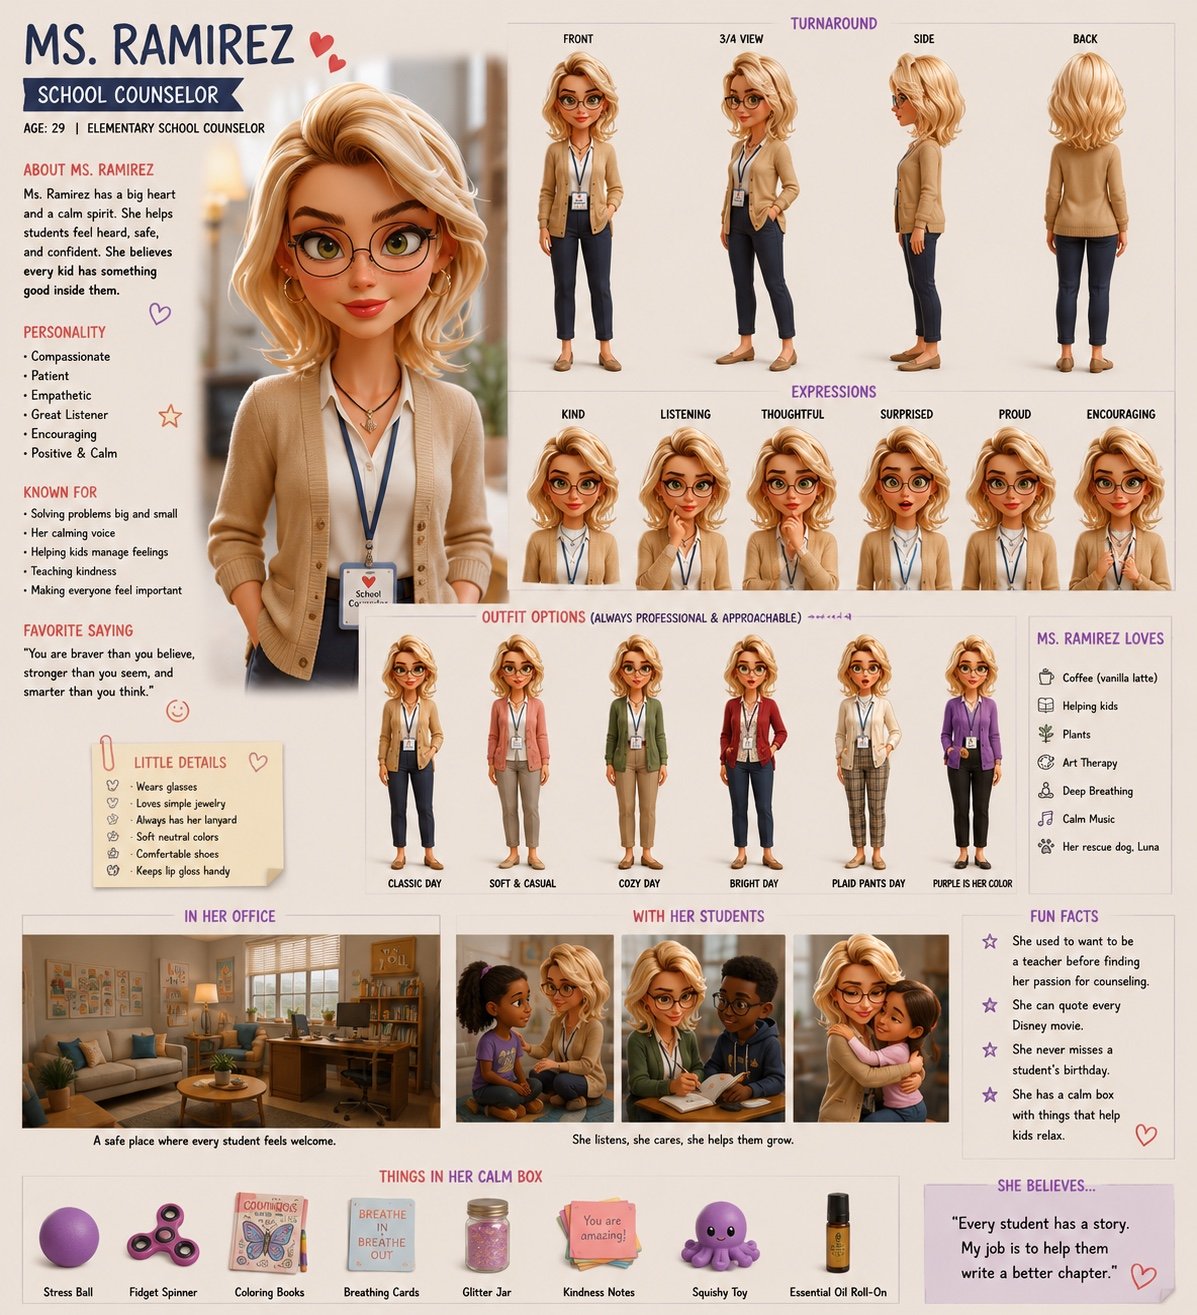 MS. RAMIREZ
SCHOOL COUNSELOR
AGE: 29 | ELEMENTARY SCHOOL COUNSELOR
ABOUT MS. RAMIREZ
Ms. Ramirez has a big heart
and a calm spirit. She helps
students feel heard, safe,
and confident. She believes
every kid has something
good inside them.
PERSONALITY
• Compassionate
• Patient
• Empathetic
• Great Listener
• Encouraging
• Positive & Calm
KNOWN FOR
• Solving problems big and small
• Her calming voice
• Helping kids manage feelings
• Teaching kindness
• Making everyone feel important
FAVORITE SAYING
"You are braver than you believe,
stronger than you seem, and
smarter than you think."
LITTLE DETAILS
- Wears glasses
- Loves simple jewelry
- Always has her lanyard
- Soft neutral colors
- Comfortable shoes
- Keeps lip gloss handy
School
TURNAROUND
FRONT
3/4 VIEW
SIDE
BACK
EXPRESSIONS
KIND
LISTENING
THOUGHTFUL
SURPRISED
PROUD
ENCOURAGING
OUTFIT OPTIONS (ALWAYS PROFESSIONAL & APPROACHABLE)
CLASSIC DAY
SOFT & CASUAL
COZY DAY
BRIGHT DAY
PLAID PANTS DAY
PURPLE IS HER COLOR
MS. RAMIREZ LOVES
Coffee (vanilla latte)
Helping kids
Plants
Art Therapy
Deep Breathing
Calm Music
Her rescue dog, Luna
IN HER OFFICE
A safe place where every student feels welcome.
WITH HER STUDENTS
She listens, she cares, she helps them grow.
FUN FACTS
She used to want to be
a teacher before finding
her passion for counseling.
She can quote every
Disney movie.
She never misses a
student's birthday.
She has a calm box
with things that help
kids relax.
THINGS IN HER CALM BOX
BREATHE
IN
BREATHE
OUT
You are
amazing!
Stress Ball
Fidget Spinner
Coloring Books
Breathing Cards
Glitter Jar
Kindness Notes
Squishy Toy
Essential Oil Roll-On
SHE BELIEVES...
"Every student has a story.
My job is to help them
write a better chapter."